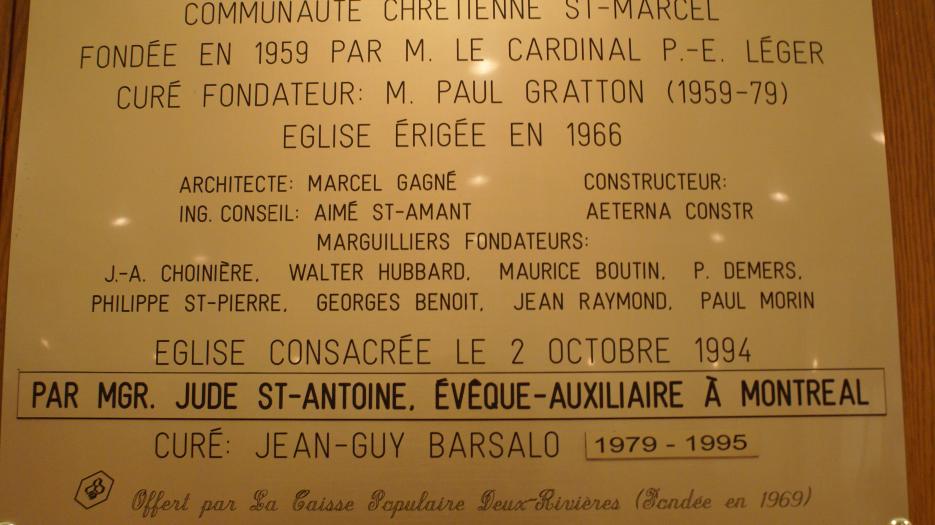 COMMUNAUTÉ CHRÉTIENNE ST-MARCEL
FONDÉE EN 1959 PAR M. LE CARDINAL P.-E. LÉGER
CURÉ FONDATEUR: M. PAUL GRATTON (1959-79)
EGLISE ÉRIGÉE EN 1966
ARCHITECTE: MARCEL GAGNÉ CONSTRUCTEUR:
ING. CONSEIL: AIMÉ ST-AMANT AETERNA CONSTR
MARGUILLIERS FONDATEURS:
J.-A. CHOINIÈRE, WALTER HUBBARD, MAURICE BOUTIN, P. DEMERS,
PHILIPPE ST-PIERRE, GEORGES BENOIT, JEAN RAYMOND, PAUL MORIN
EGLISE CONSACRÉE LE 2 OCTOBRE 1994
PAR MGR. JUDE ST-ANTOINE, ÉVÊQUE-AUXILIAIRE À MONTREAL
CURÉ: JEAN-GUY BARSALO 1979 - 1995
Offert par La Caisse Populaire Deux-Rivières (Fondée en 1969)